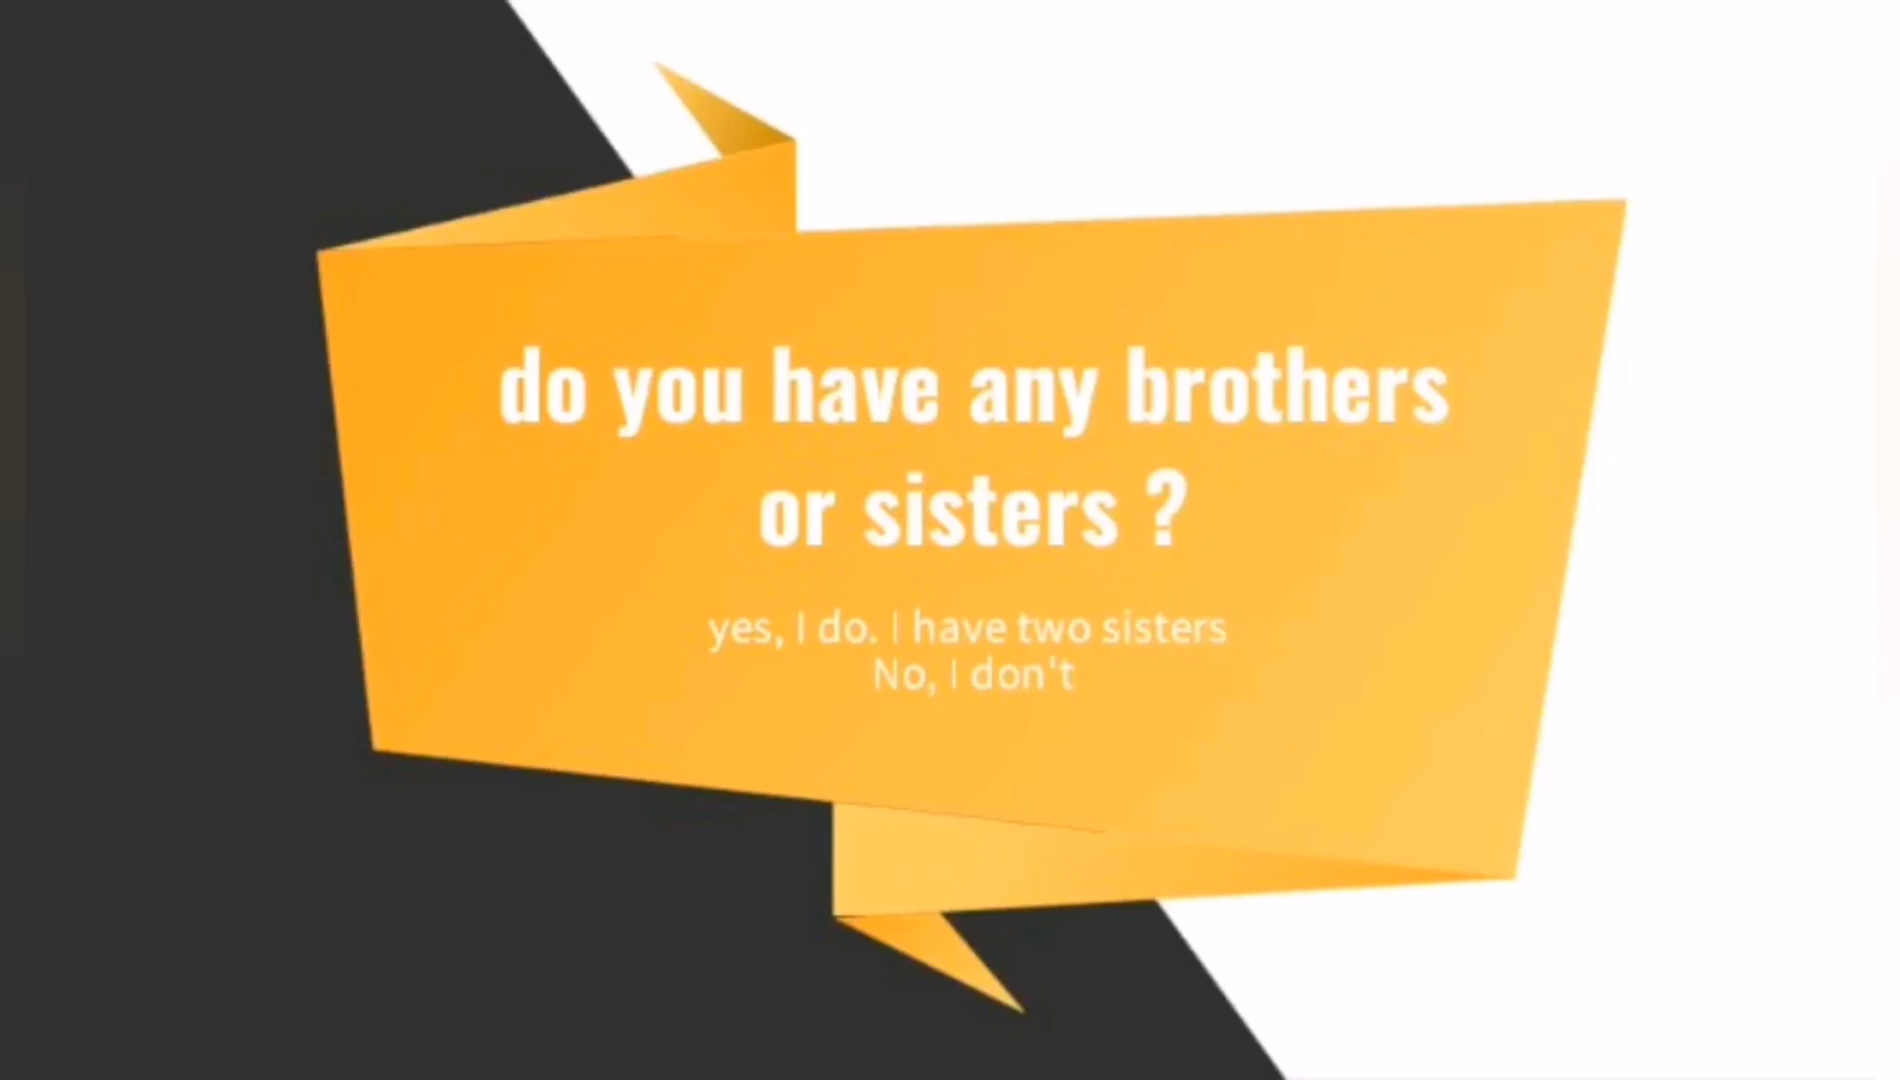 do you have any brothers
or sisters ?
yes, I do. I have two sisters
No, I don't